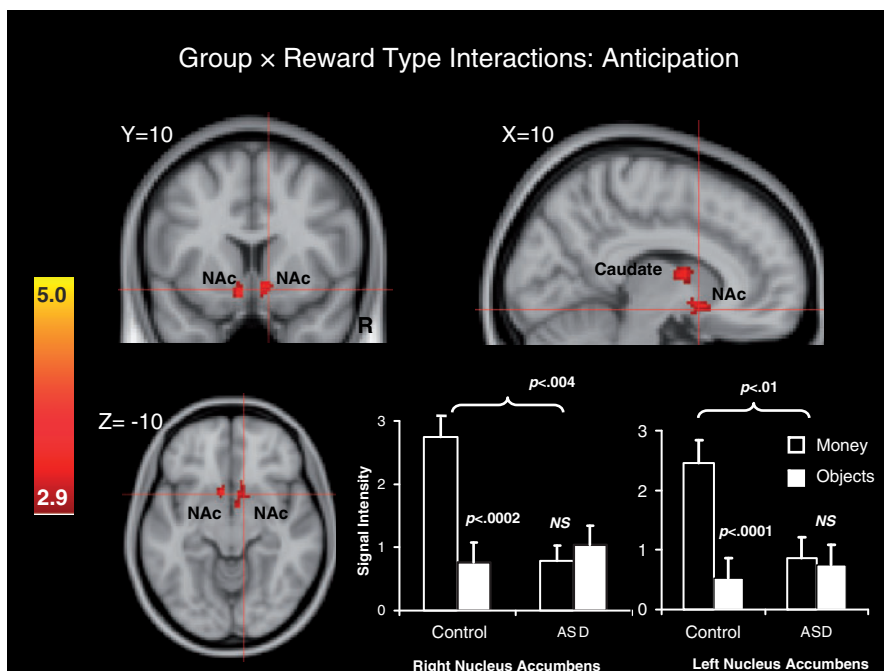 Group × Reward Type Interactions: Anticipation
Y=10
X=10
NAc NAc
R
Caudate
NAc
5.0
2.9
Z= -10
NAc NAc
p<.004
3
2
1
0
Signal Intensity
p<.0002
NS
Control ASD
Right Nucleus Accumbens
p<.01
3
2
1
0
Money
Objects
p<.0001
NS
Control ASD
Left Nucleus Accumbens